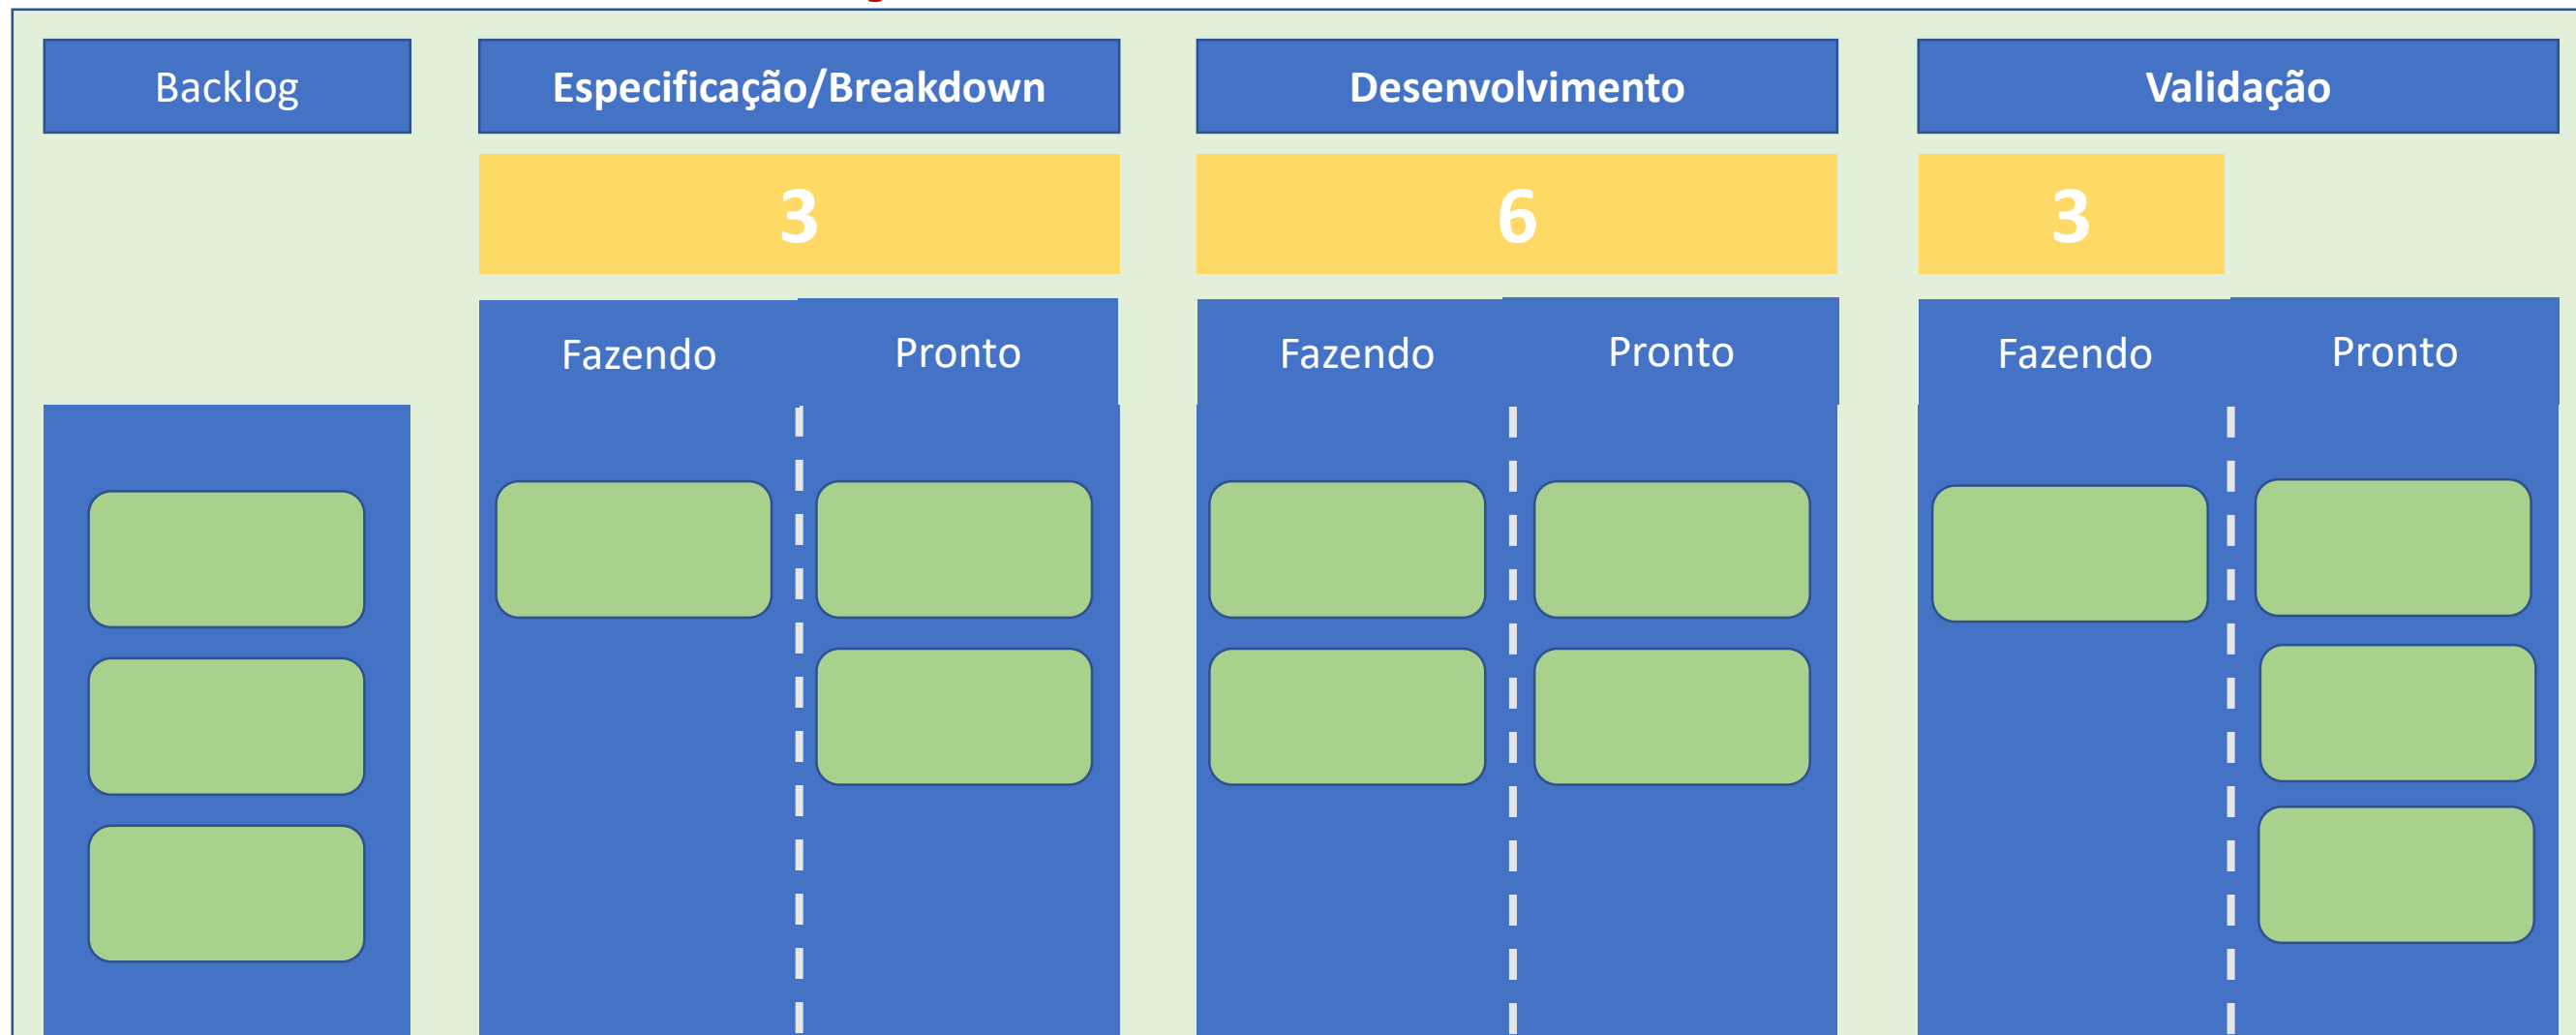 Backlog
Especificação/Breakdown
Desenvolvimento
Validação
3
6
3
Fazendo
Pronto
Fazendo
Pronto
Fazendo
Pronto